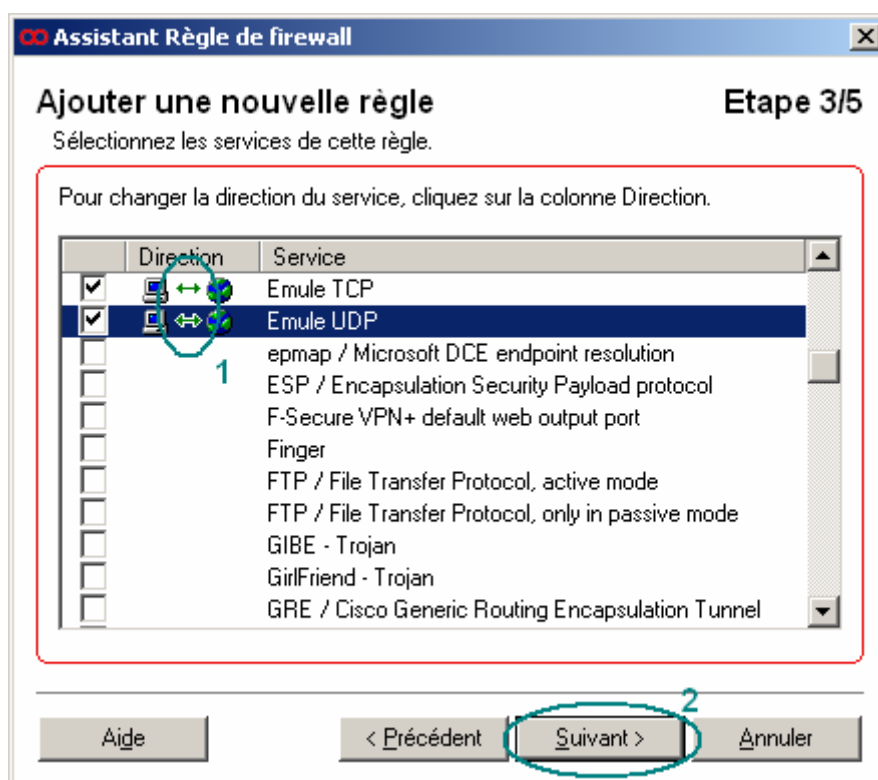 Assistant Règle de firewall
Ajouter une nouvelle règle Etape 3/5
Sélectionnez les services de cette règle.
Pour changer la direction du service, cliquez sur la colonne Direction.
Direction Service
Emule TCP
Emule UDP
1
epmap / Microsoft DCE endpoint resolution
ESP / Encapsulation Security Payload protocol
F-Secure VPN+ default web output port
Finger
FTP / File Transfer Protocol, active mode
FTP / File Transfer Protocol, only in passive mode
GIBE - Trojan
GirlFriend - Trojan
GRE / Cisco Generic Routing Encapsulation Tunnel
2
Aide < Précédent Suivant > Annuler